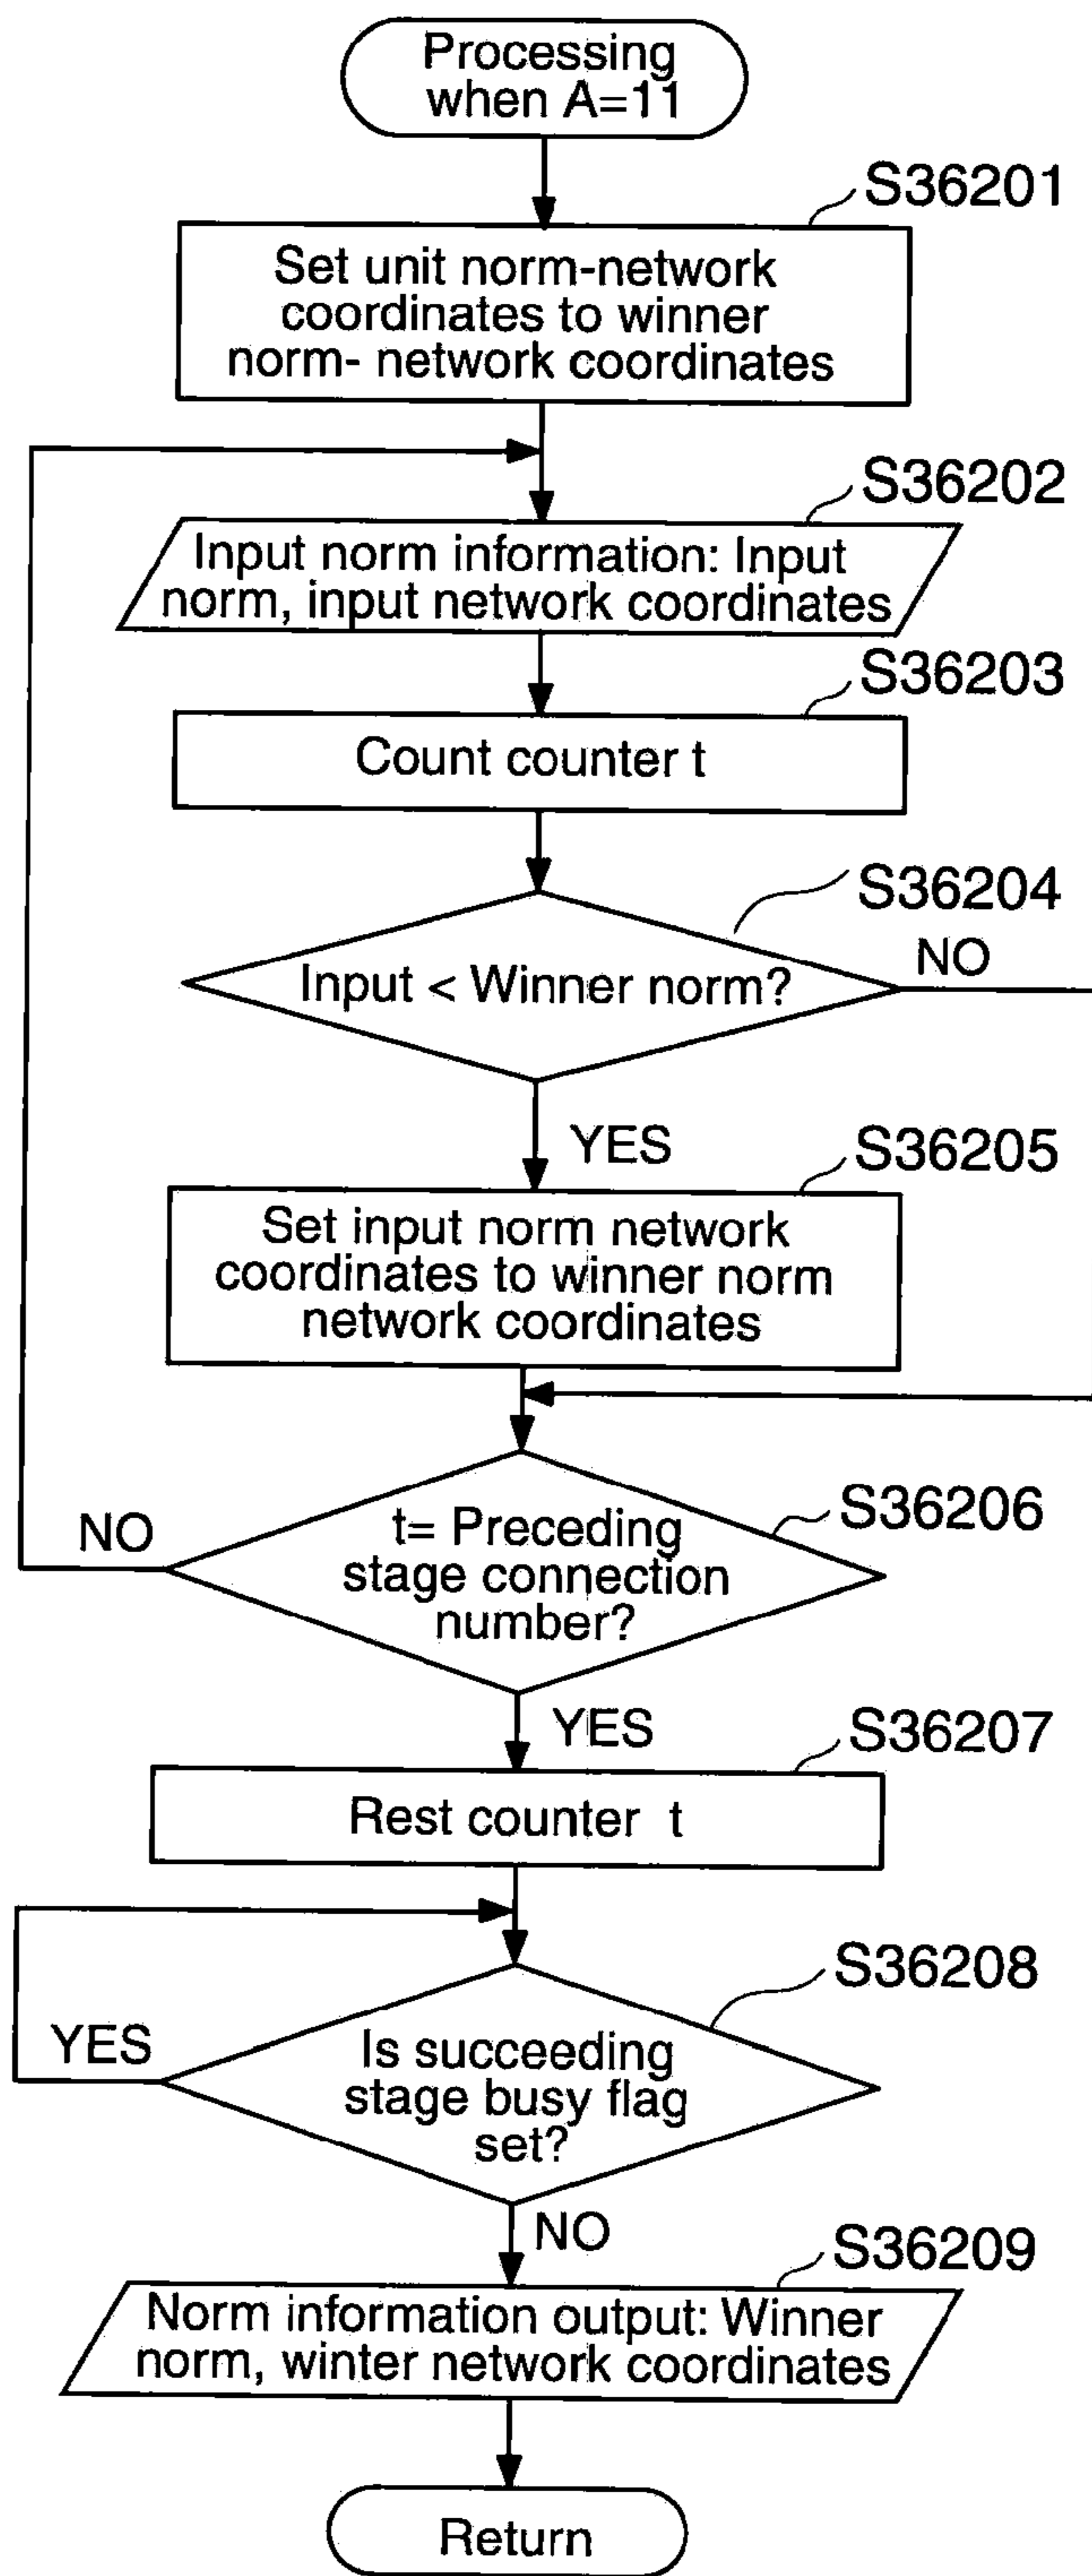 Processing
when A=11
S36201
Set unit norm-network
coordinates to winner
norm- network coordinates
S36202
Input norm information: Input
norm, input network coordinates
S36203
Count counter t
S36204
Input < Winner norm?
NO
YES
S36205
Set input norm network
coordinates to winner norm
network coordinates
S36206
t= Preceding
stage connection
number?
NO
YES
S36207
Rest counter t
S36208
Is succeeding
stage busy flag
set?
YES
NO
S36209
Norm information output: Winner
norm, winter network coordinates
Return